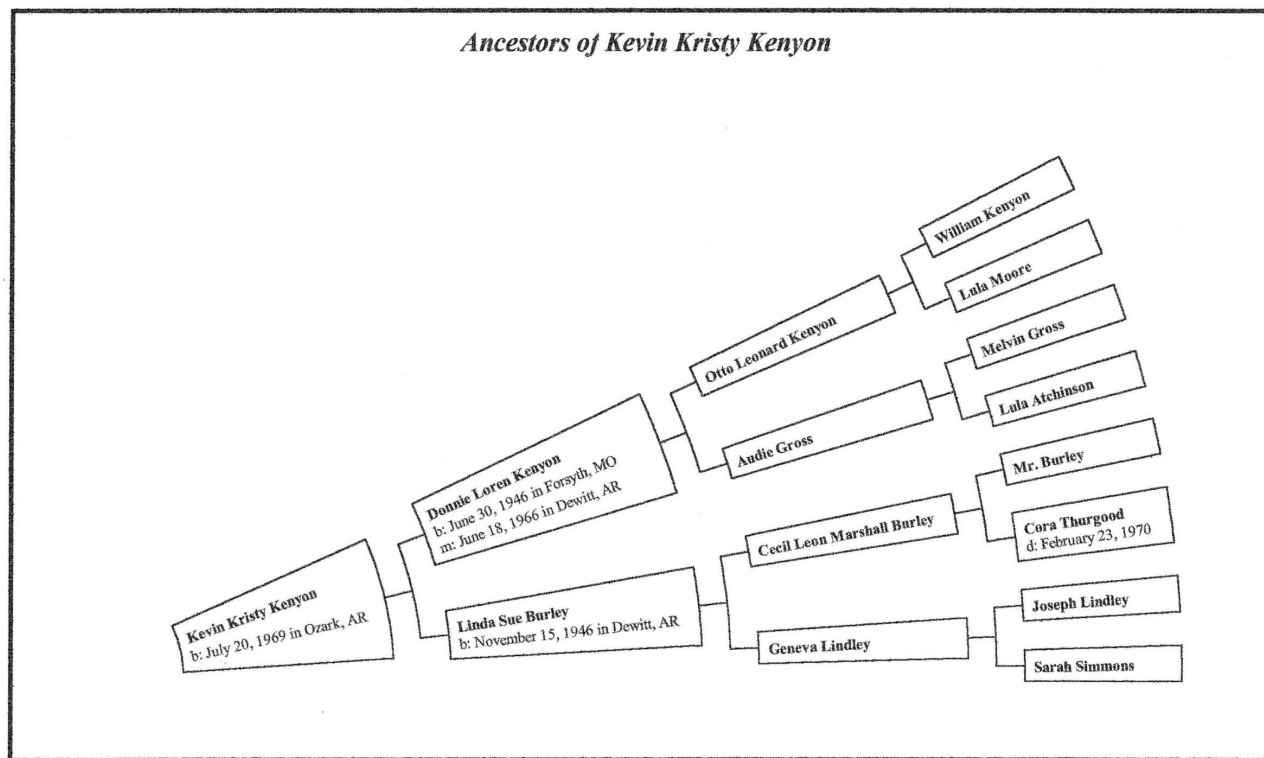 Ancestors of Kevin Kristy Kenyon
Kevin Kristy Kenyon
b: July 20, 1969 in Ozark, AR
Donnie Loren Kenyon
b: June 30, 1946 in Forsyth, MO
m: June 18, 1966 in Dewitt, AR
Linda Sue Burley
b: November 15, 1946 in Dewitt, AR
Otto Leonard Kenyon
Audie Gross
Cecil Leon Marshall Burley
Geneva Lindley
William Kenyon
Lula Moore
Melvin Gross
Lula Atchinson
Mr. Burley
Cora Thurgood
d: February 23, 1970
Joseph Lindley
Sarah Simmons